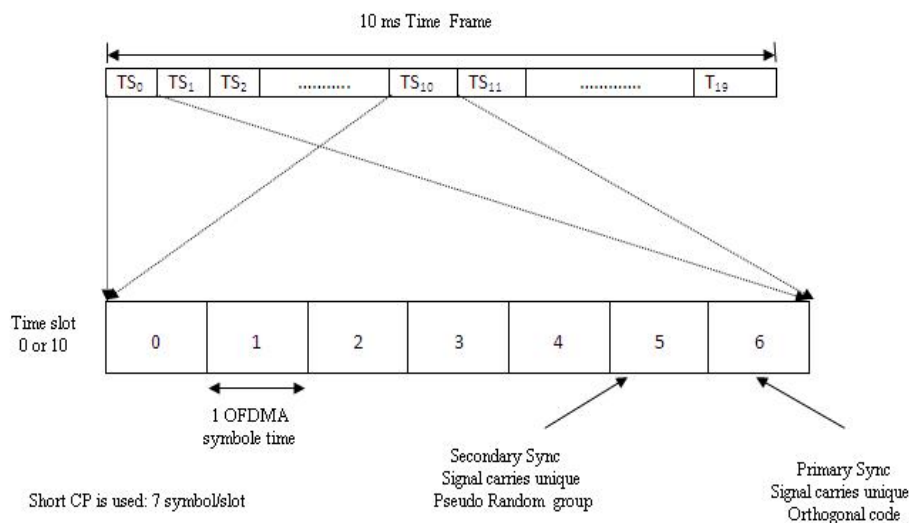 10 ms Time Frame
TS0 TS1 TS2 ........... TS10 TS11 ............. T19
Time slot
0 or 10
0 1 2 3 4 5 6
1 OFDMA
symbole time
Secondary Sync
Signal carries unique
Pseudo Random group
Primary Sync
Signal carries unique
Orthogonal code
Short CP is used: 7 symbol/slot